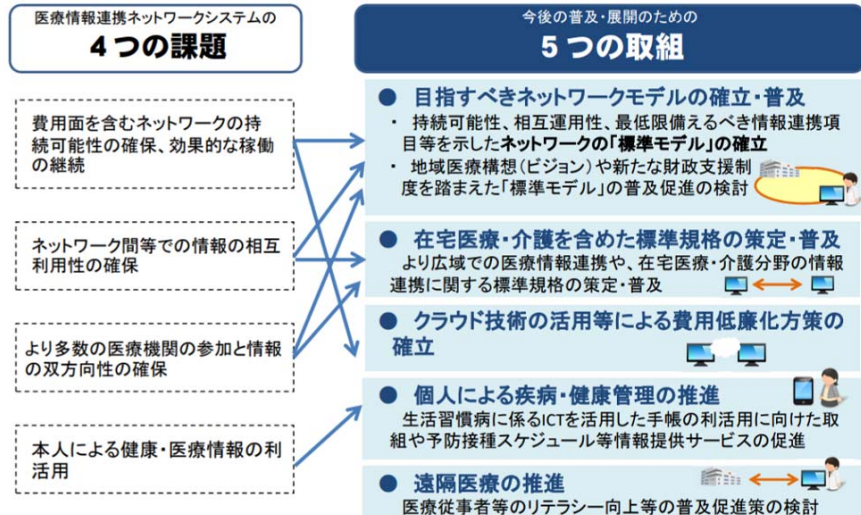 医療情報連携ネットワークシステムの
4つの課題
費用面を含むネットワークの持
続可能性の確保、効果的な稼働
の継続
ネットワーク間等での情報の相互
利用性の確保
より多数の医療機関の参加と情報
の双方向性の確保
本人による健康・医療情報の利
活用
今後の普及・展開のための
5つの取組
● 目指すべきネットワークモデルの確立・普及
・ 持続可能性、相互運用性、最低限備えるべき情報連携項
目等を示したネットワークの「標準モデル」の確立
・ 地域医療構想(ビジョン)や新たな財政支援制
度を踏まえた「標準モデル」の普及促進の検討
● 在宅医療・介護を含めた標準規格の策定・普及
より広域での医療情報連携や、在宅医療・介護分野の情報
連携に関する標準規格の策定・普及
● クラウド技術の活用等による費用低廉化方策の
確立
● 個人による疾病・健康管理の推進
生活習慣病に係るICTを活用した手帳の利活用に向けた取
組や予防接種スケジュール等情報提供サービスの促進
● 遠隔医療の推進
医療従事者等のリテラシー向上等の普及促進策の検討